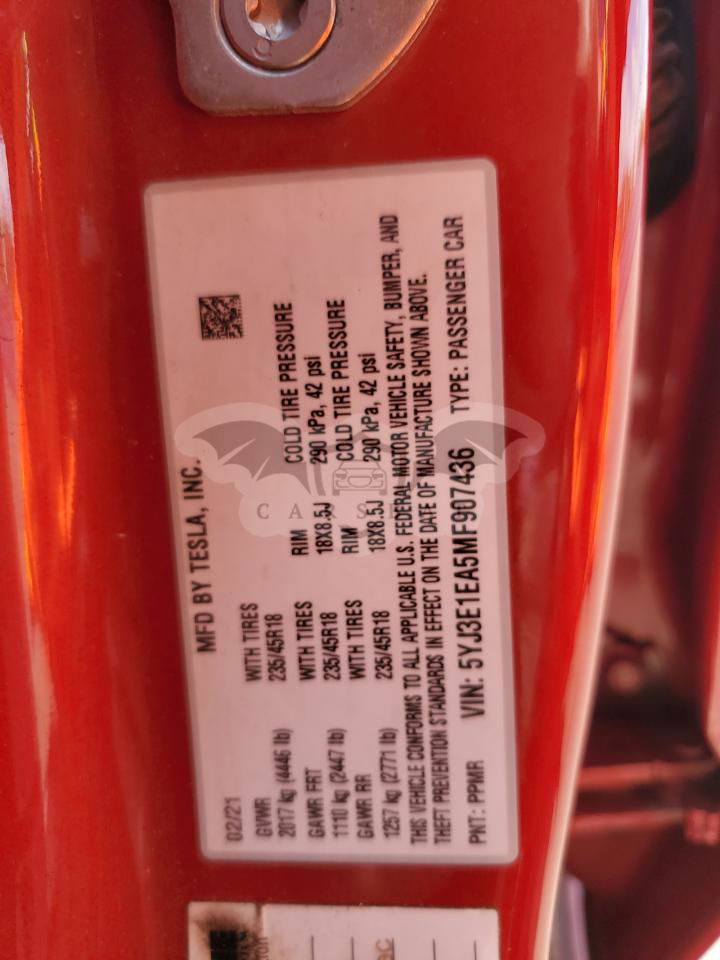 MFD BY TESLA, INC.
02/21
GVWR WITH TIRES RIM COLD TIRE PRESSURE
2017 kg (4446 lb) 235/45R18 18X8.5J 290 kPa, 42 psi
GAWR FRT WITH TIRES RIM COLD TIRE PRESSURE
1110 kg (2447 lb) 235/45R18 18X8.5J 290 kPa, 42 psi
GAWR RR WITH TIRES
1257 kg (2771 lb) 235/45R18
THIS VEHICLE CONFORMS TO ALL APPLICABLE U.S. FEDERAL MOTOR VEHICLE SAFETY, BUMPER, AND
THEFT PREVENTION STANDARDS IN EFFECT ON THE DATE OF MANUFACTURE SHOWN ABOVE.
PNT: PPMR VIN: 5YJ3E1EA5MF907436 TYPE: PASSENGER CAR